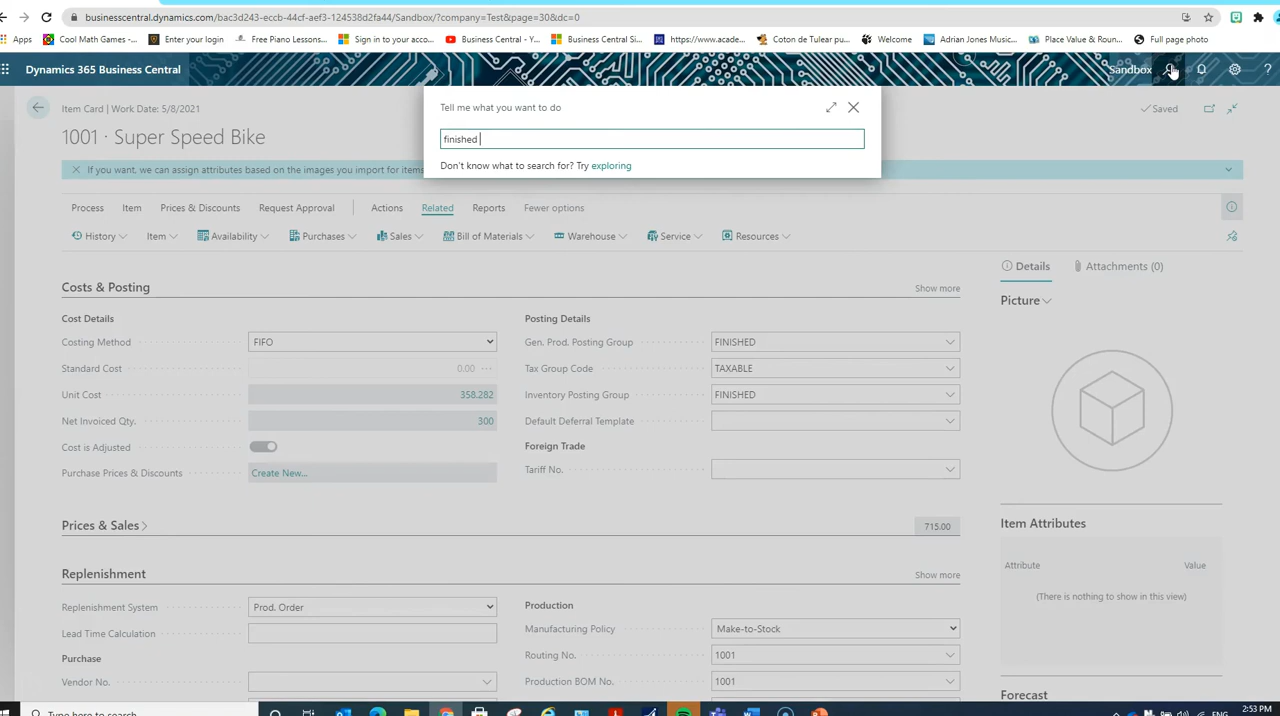 businesscentral.dynamics.com/bac3d243-eccb-44cf-aef3-124538d2fa44/Sandbox/?company=Test&page=30&dc=0
Apps Cool Math Games -... Enter your login Free Piano Lessons... Sign in to your acco... Business Central - Y... Business Central Si... https://www.acade... Coton de Tulear pu... Welcome Adrian Jones Music... Place Value & Roun... Full page photo
Dynamics 365 Business Central Sandbox ?
Item Card | Work Date: 5/8/2021 Saved
1001 · Super Speed Bike
Tell me what you want to do
finished
Don't know what to search for? Try exploring
If you want, we can assign attributes based on the images you import for items
Process Item Prices & Discounts Request Approval Actions Related Reports Fewer options
History Item Availability Purchases Sales Bill of Materials Warehouse Service Resources
Costs & Posting Show more
Cost Details
Costing Method FIFO
Standard Cost 0.00
Unit Cost 358.282
Net Invoiced Qty. 300
Cost is Adjusted
Purchase Prices & Discounts Create New...
Posting Details
Gen. Prod. Posting Group FINISHED
Tax Group Code TAXABLE
Inventory Posting Group FINISHED
Default Deferral Template
Foreign Trade
Tariff No.
Prices & Sales 715.00
Replenishment Show more
Replenishment System Prod. Order
Lead Time Calculation
Purchase
Vendor No.
Production
Manufacturing Policy Make-to-Stock
Routing No. 1001
Production BOM No. 1001
Details Attachments (0)
Picture
Item Attributes
Attribute Value
(There is nothing to show in this view)
Forecast
Type here to search
ENG
2:53 PM